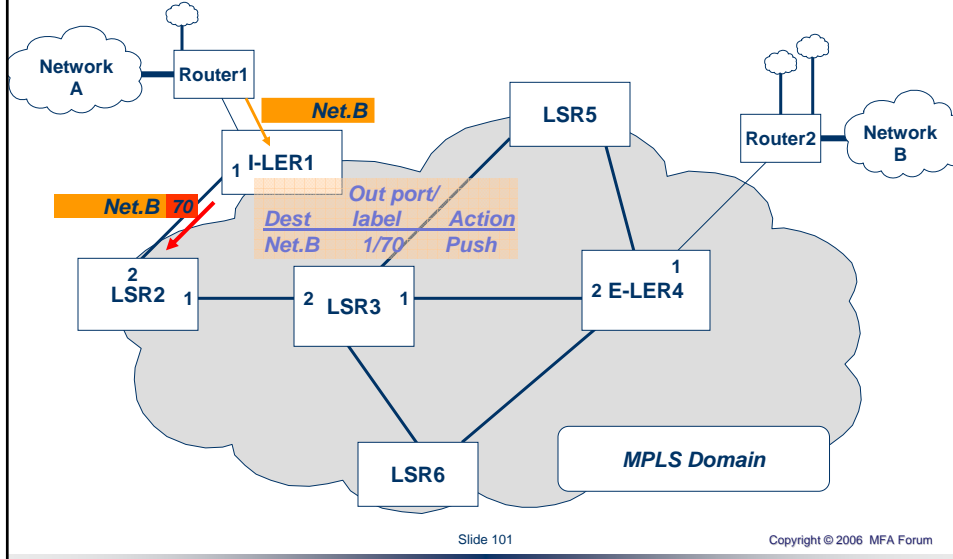 Network
A
Router1
Net.B
LSR5
Router2
Network
B
1 I-LER1
Out port/
Dest label Action
Net.B 1/70 Push
Net.B 70
2
LSR2 1
2 LSR3 1
1
2 E-LER4
LSR6
MPLS Domain
Slide 101
Copyright © 2006 MFA Forum